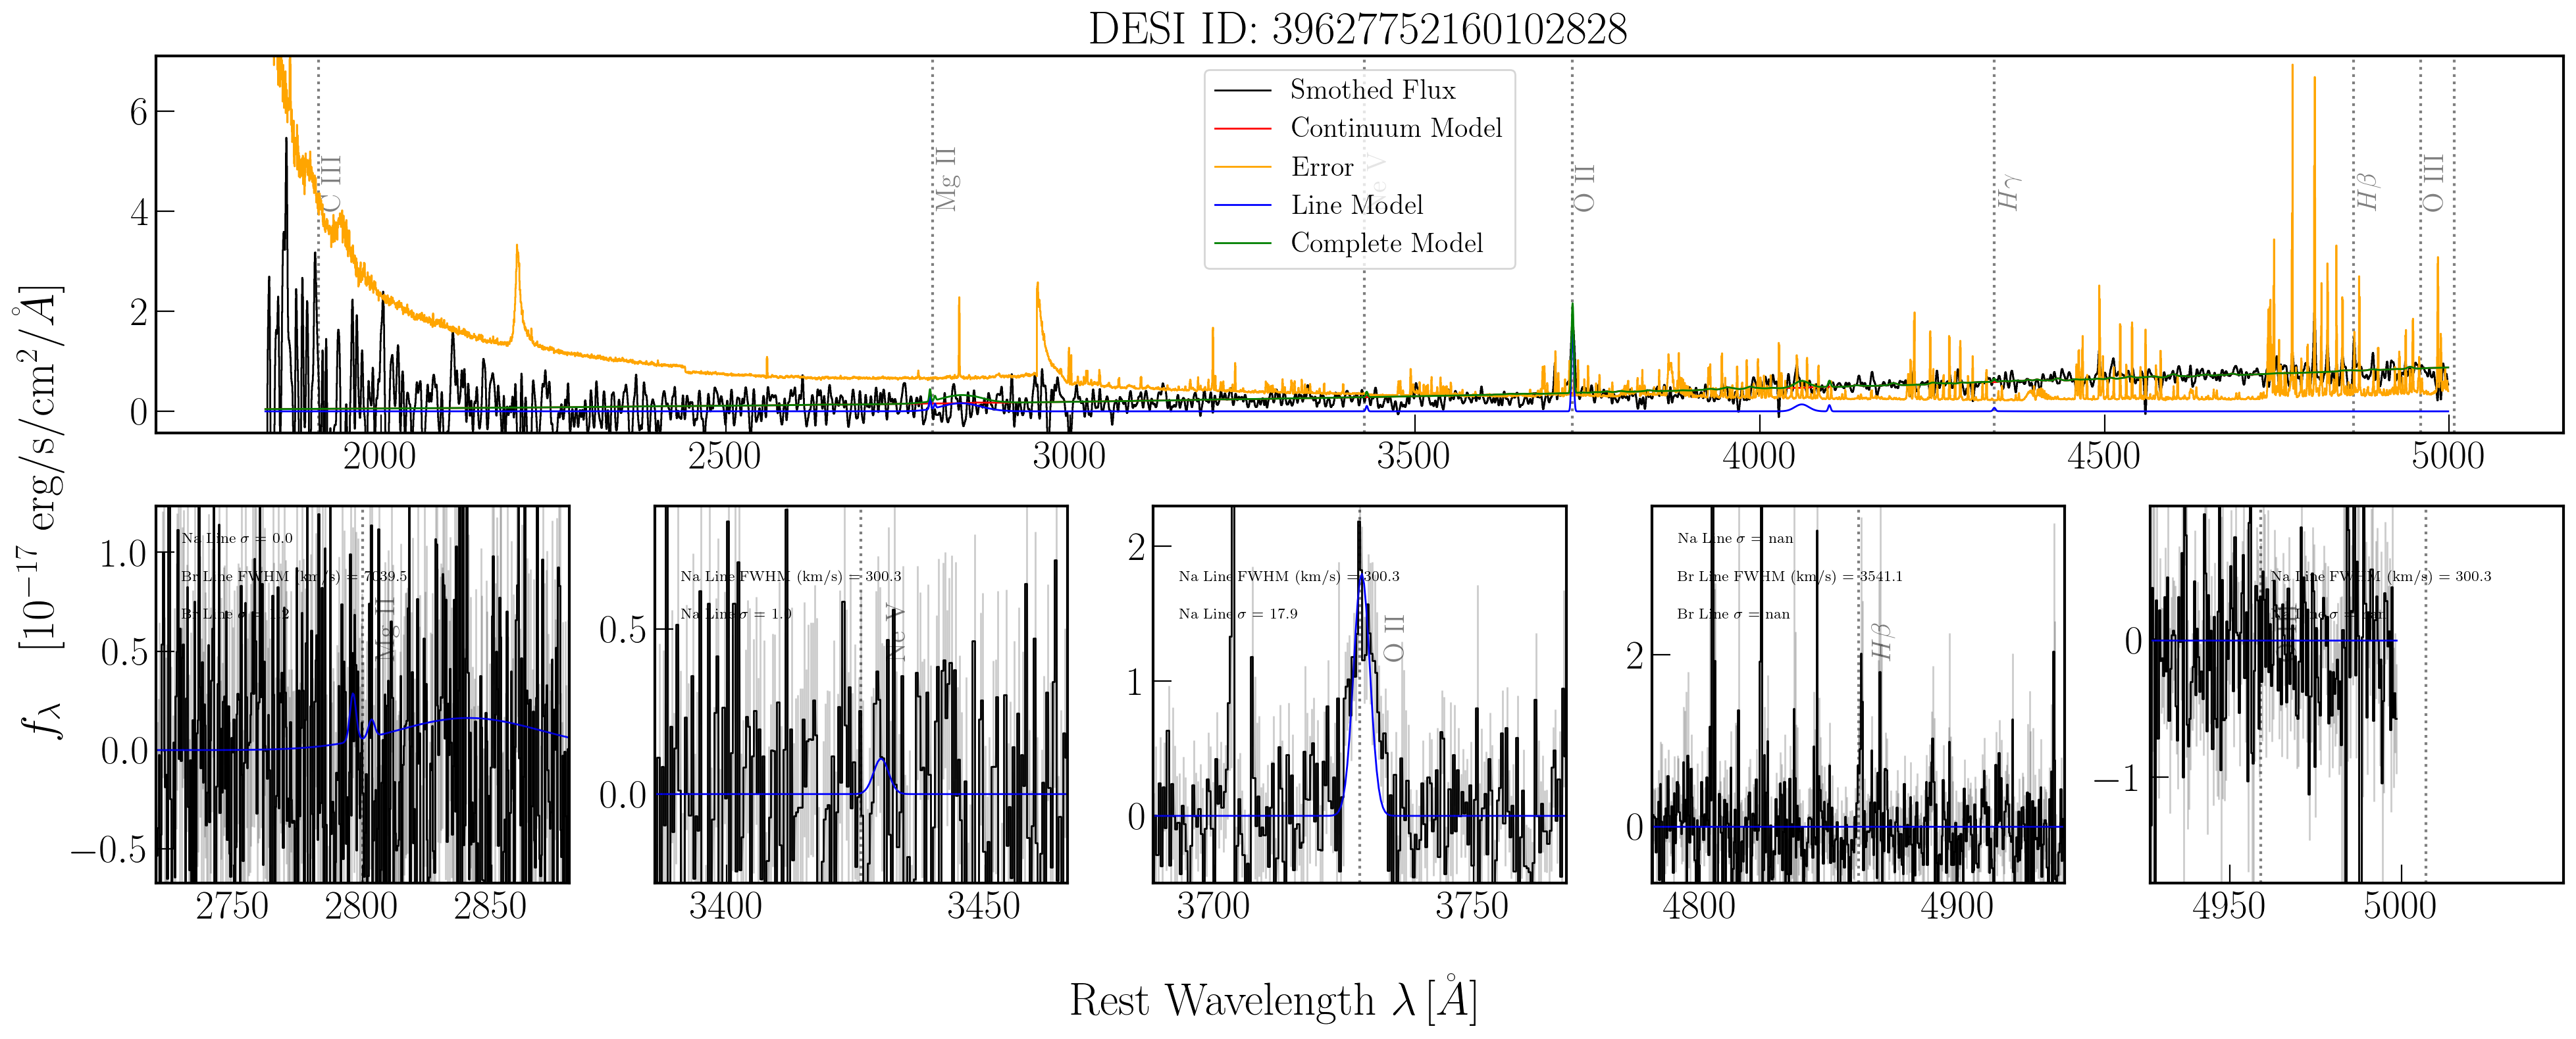 DESI ID: 39627752160102828
Smothed Flux
Continuum Model
Error
Line Model
Complete Model
C III
Mg II
O II
Hγ
Hβ
O III
6
4
2
0
2000 2500 3000 3500 4000 4500 5000
f_λ [10^{-17} erg/s/cm^2/Å]
Na Line σ = 0.0
Br Line FWHM (km/s) = 7039.5
Mg II
1.0
0.5
0.0
−0.5
2750 2800 2850
Na Line FWHM (km/s) = 300.3
Na Line σ = 1.0
Ne V
0.5
0.0
3400 3450
Na Line FWHM (km/s) = 300.3
Na Line σ = 17.9
O II
2
1
0
3700 3750
Na Line σ = nan
Br Line FWHM (km/s) = 3541.1
Br Line σ = nan
Hβ
2
0
4800 4900
Na Line FWHM (km/s) = 300.3
0
−1
4950 5000
Rest Wavelength λ [Å]